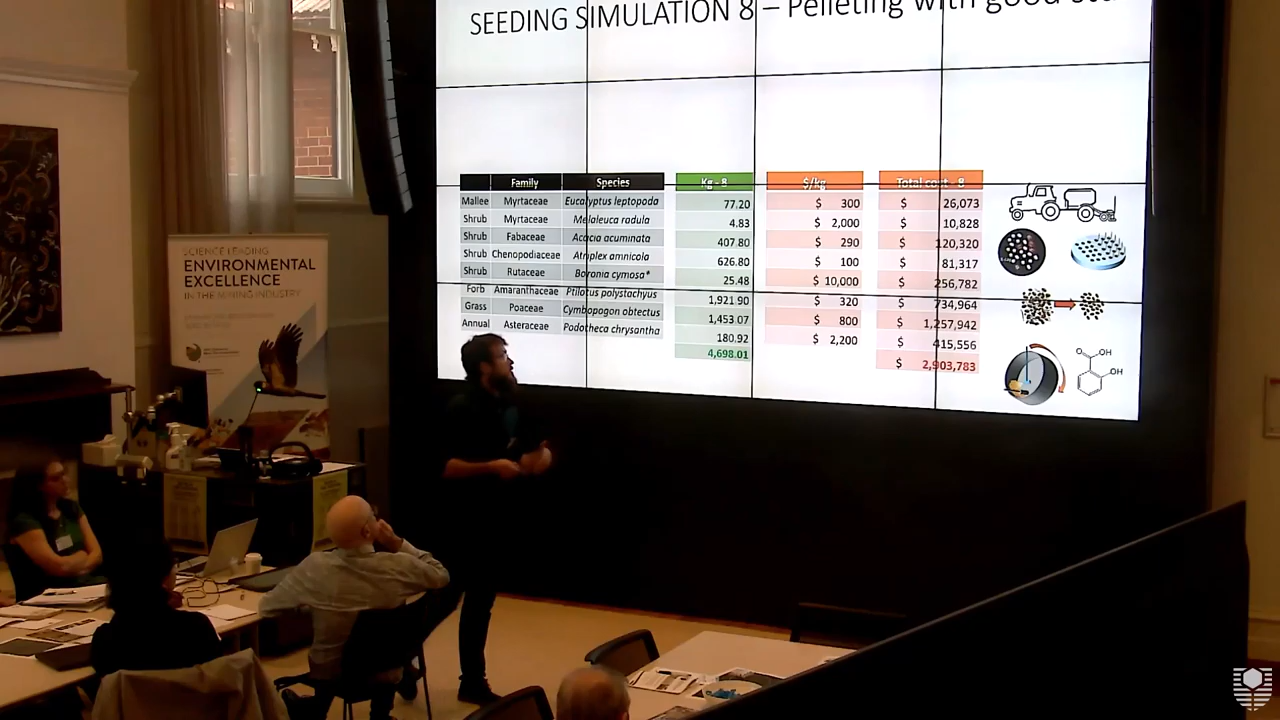 SEEDING SIMULATION 8 – Pelleting with good
Family Species Kg - 8 $/kg Total cost - 8
Mallee Myrtaceae Eucalyptus leptopoda 77.20 $ 300 $ 26,073
Shrub Myrtaceae Melaleuca radula 4.83 $ 2,000 $ 10,828
Shrub Fabaceae Acacia acuminata 407.80 $ 290 $ 120,320
Shrub Chenopodiaceae Atriplex amnicola 626.80 $ 100 $ 81,317
Shrub Rutaceae Boronia cymosa* 25.48 $ 10,000 $ 256,782
Forb Amaranthaceae Ptilotus polystachyus 1,921.90 $ 320 $ 734,964
Grass Poaceae Cymbopogon obtectus 1,453.07 $ 800 $ 1,257,942
Annual Asteraceae Podotheca chrysantha 180.92 $ 2,200 $ 415,556
4,698.01 $ 2,903,783
O OH
OH
SCIENCE LEADING
ENVIRONMENTAL
EXCELLENCE
IN THE MINING INDUSTRY